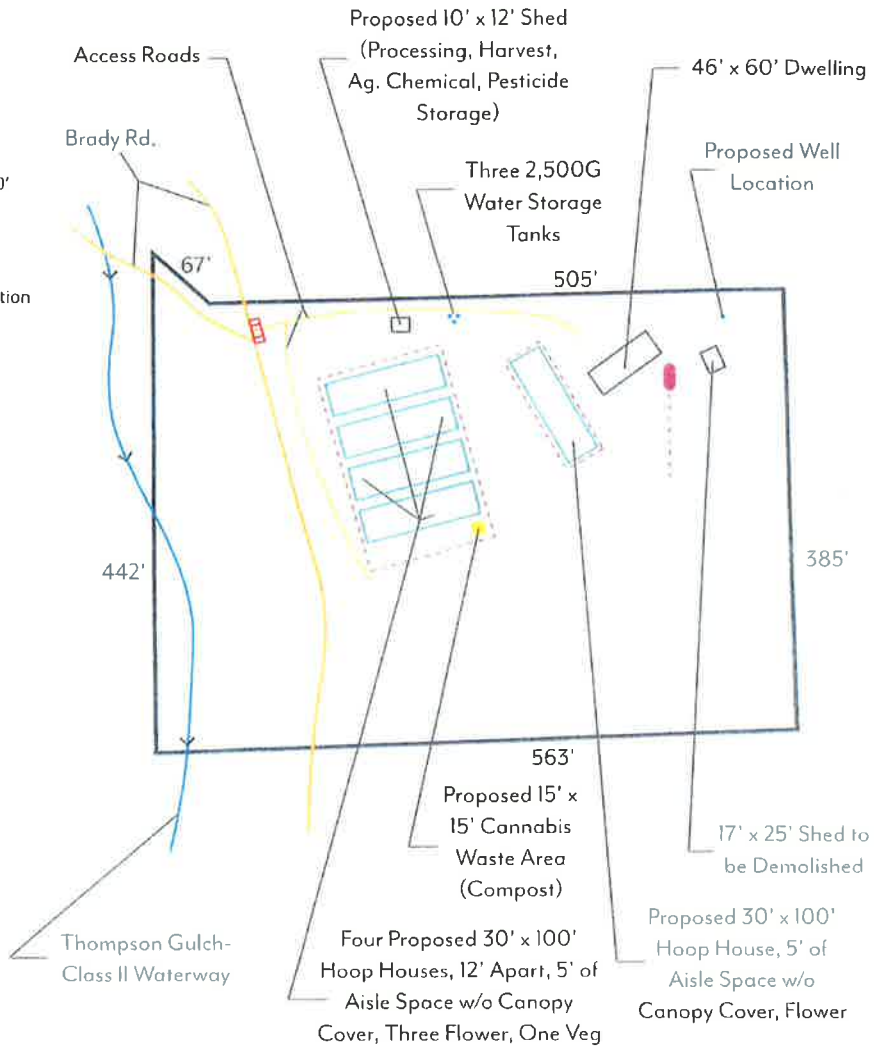 Proposed 10' x 12' Shed
(Processing, Harvest,
Ag. Chemical, Pesticide
Storage)
Access Roads
46' x 60' Dwelling
Brady Rd.
Proposed Well
Location
Three 2,500G
Water Storage
Tanks
0'
tion
67'
505'
442'
385'
563'
Proposed 15' x
15' Cannabis
Waste Area
(Compost)
17' x 25' Shed to
be Demolished
Thompson Gulch-
Class II Waterway
Four Proposed 30' x 100'
Hoop Houses, 12' Apart, 5' of
Aisle Space w/o Canopy
Cover, Three Flower, One Veg
Proposed 30' x 100'
Hoop House, 5' of
Aisle Space w/o
Canopy Cover, Flower